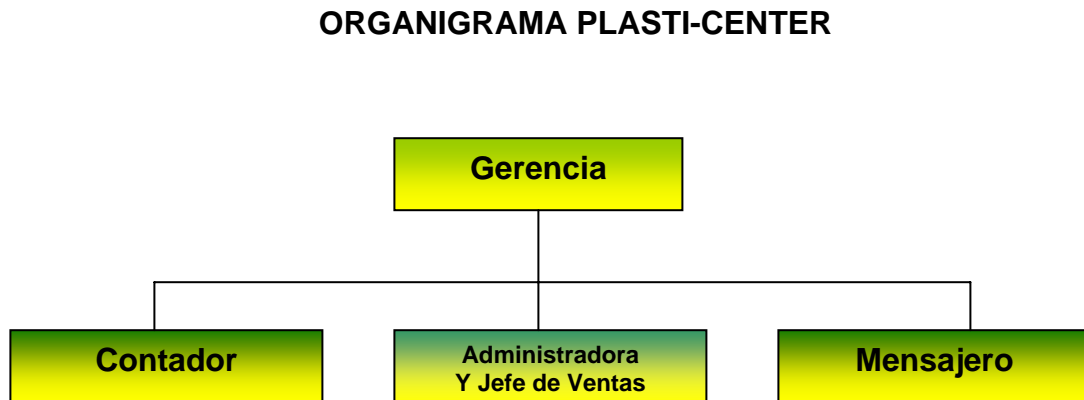 ORGANIGRAMA PLASTI-CENTER
Gerencia
Contador
Administradora
Y Jefe de Ventas
Mensajero